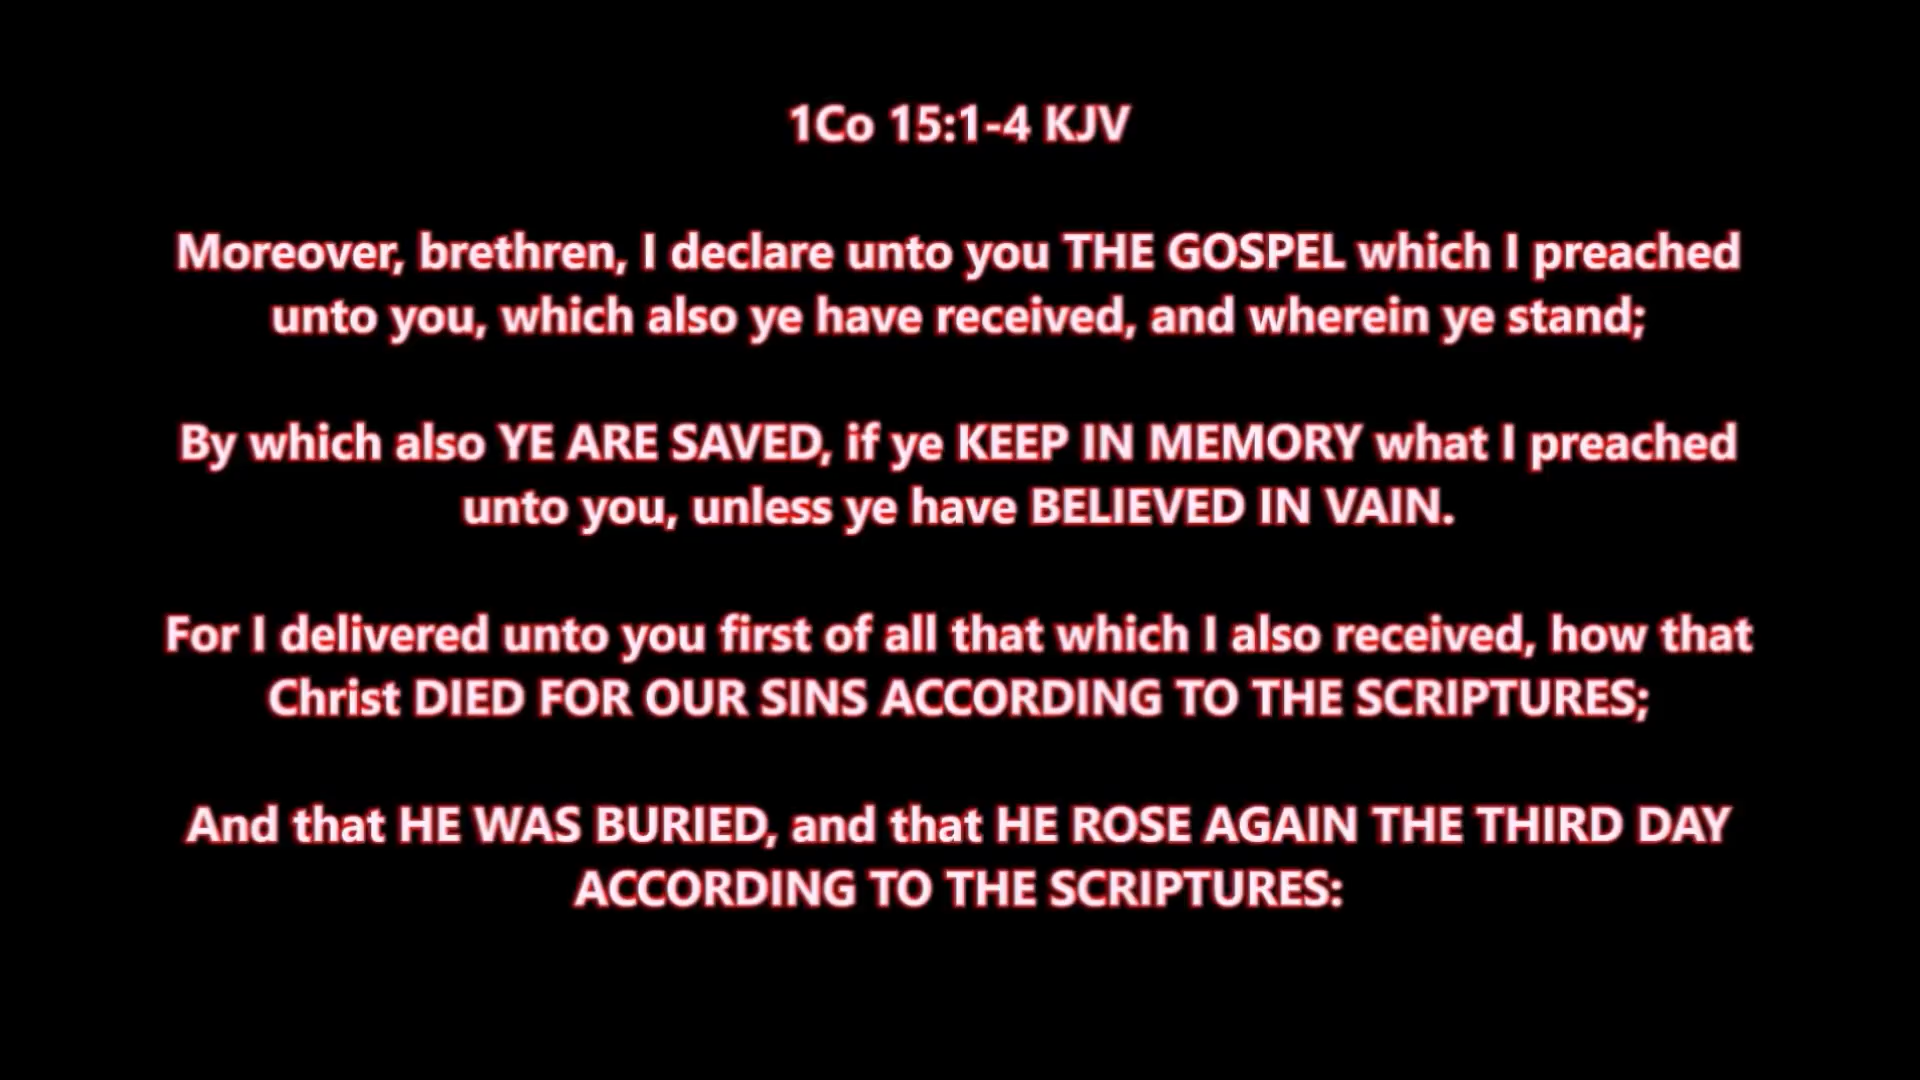 1Co 15:1-4 KJV
Moreover, brethren, I declare unto you THE GOSPEL which I preached
unto you, which also ye have received, and wherein ye stand;
By which also YE ARE SAVED, if ye KEEP IN MEMORY what I preached
unto you, unless ye have BELIEVED IN VAIN.
For I delivered unto you first of all that which I also received, how that
Christ DIED FOR OUR SINS ACCORDING TO THE SCRIPTURES;
And that HE WAS BURIED, and that HE ROSE AGAIN THE THIRD DAY
ACCORDING TO THE SCRIPTURES: